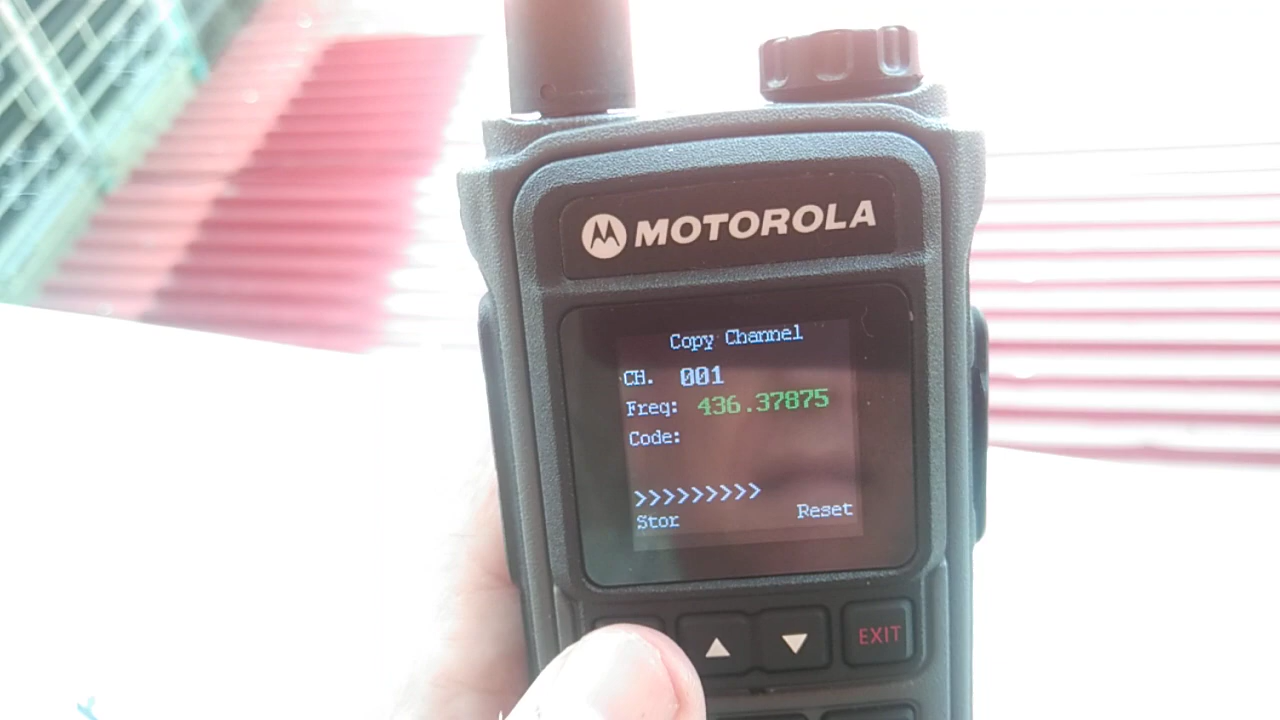 MOTOROLA
Copy Channel
CH. 001
Freq: 436.37875
Code:
>>>>>>>>>
Stor Reset
EXIT